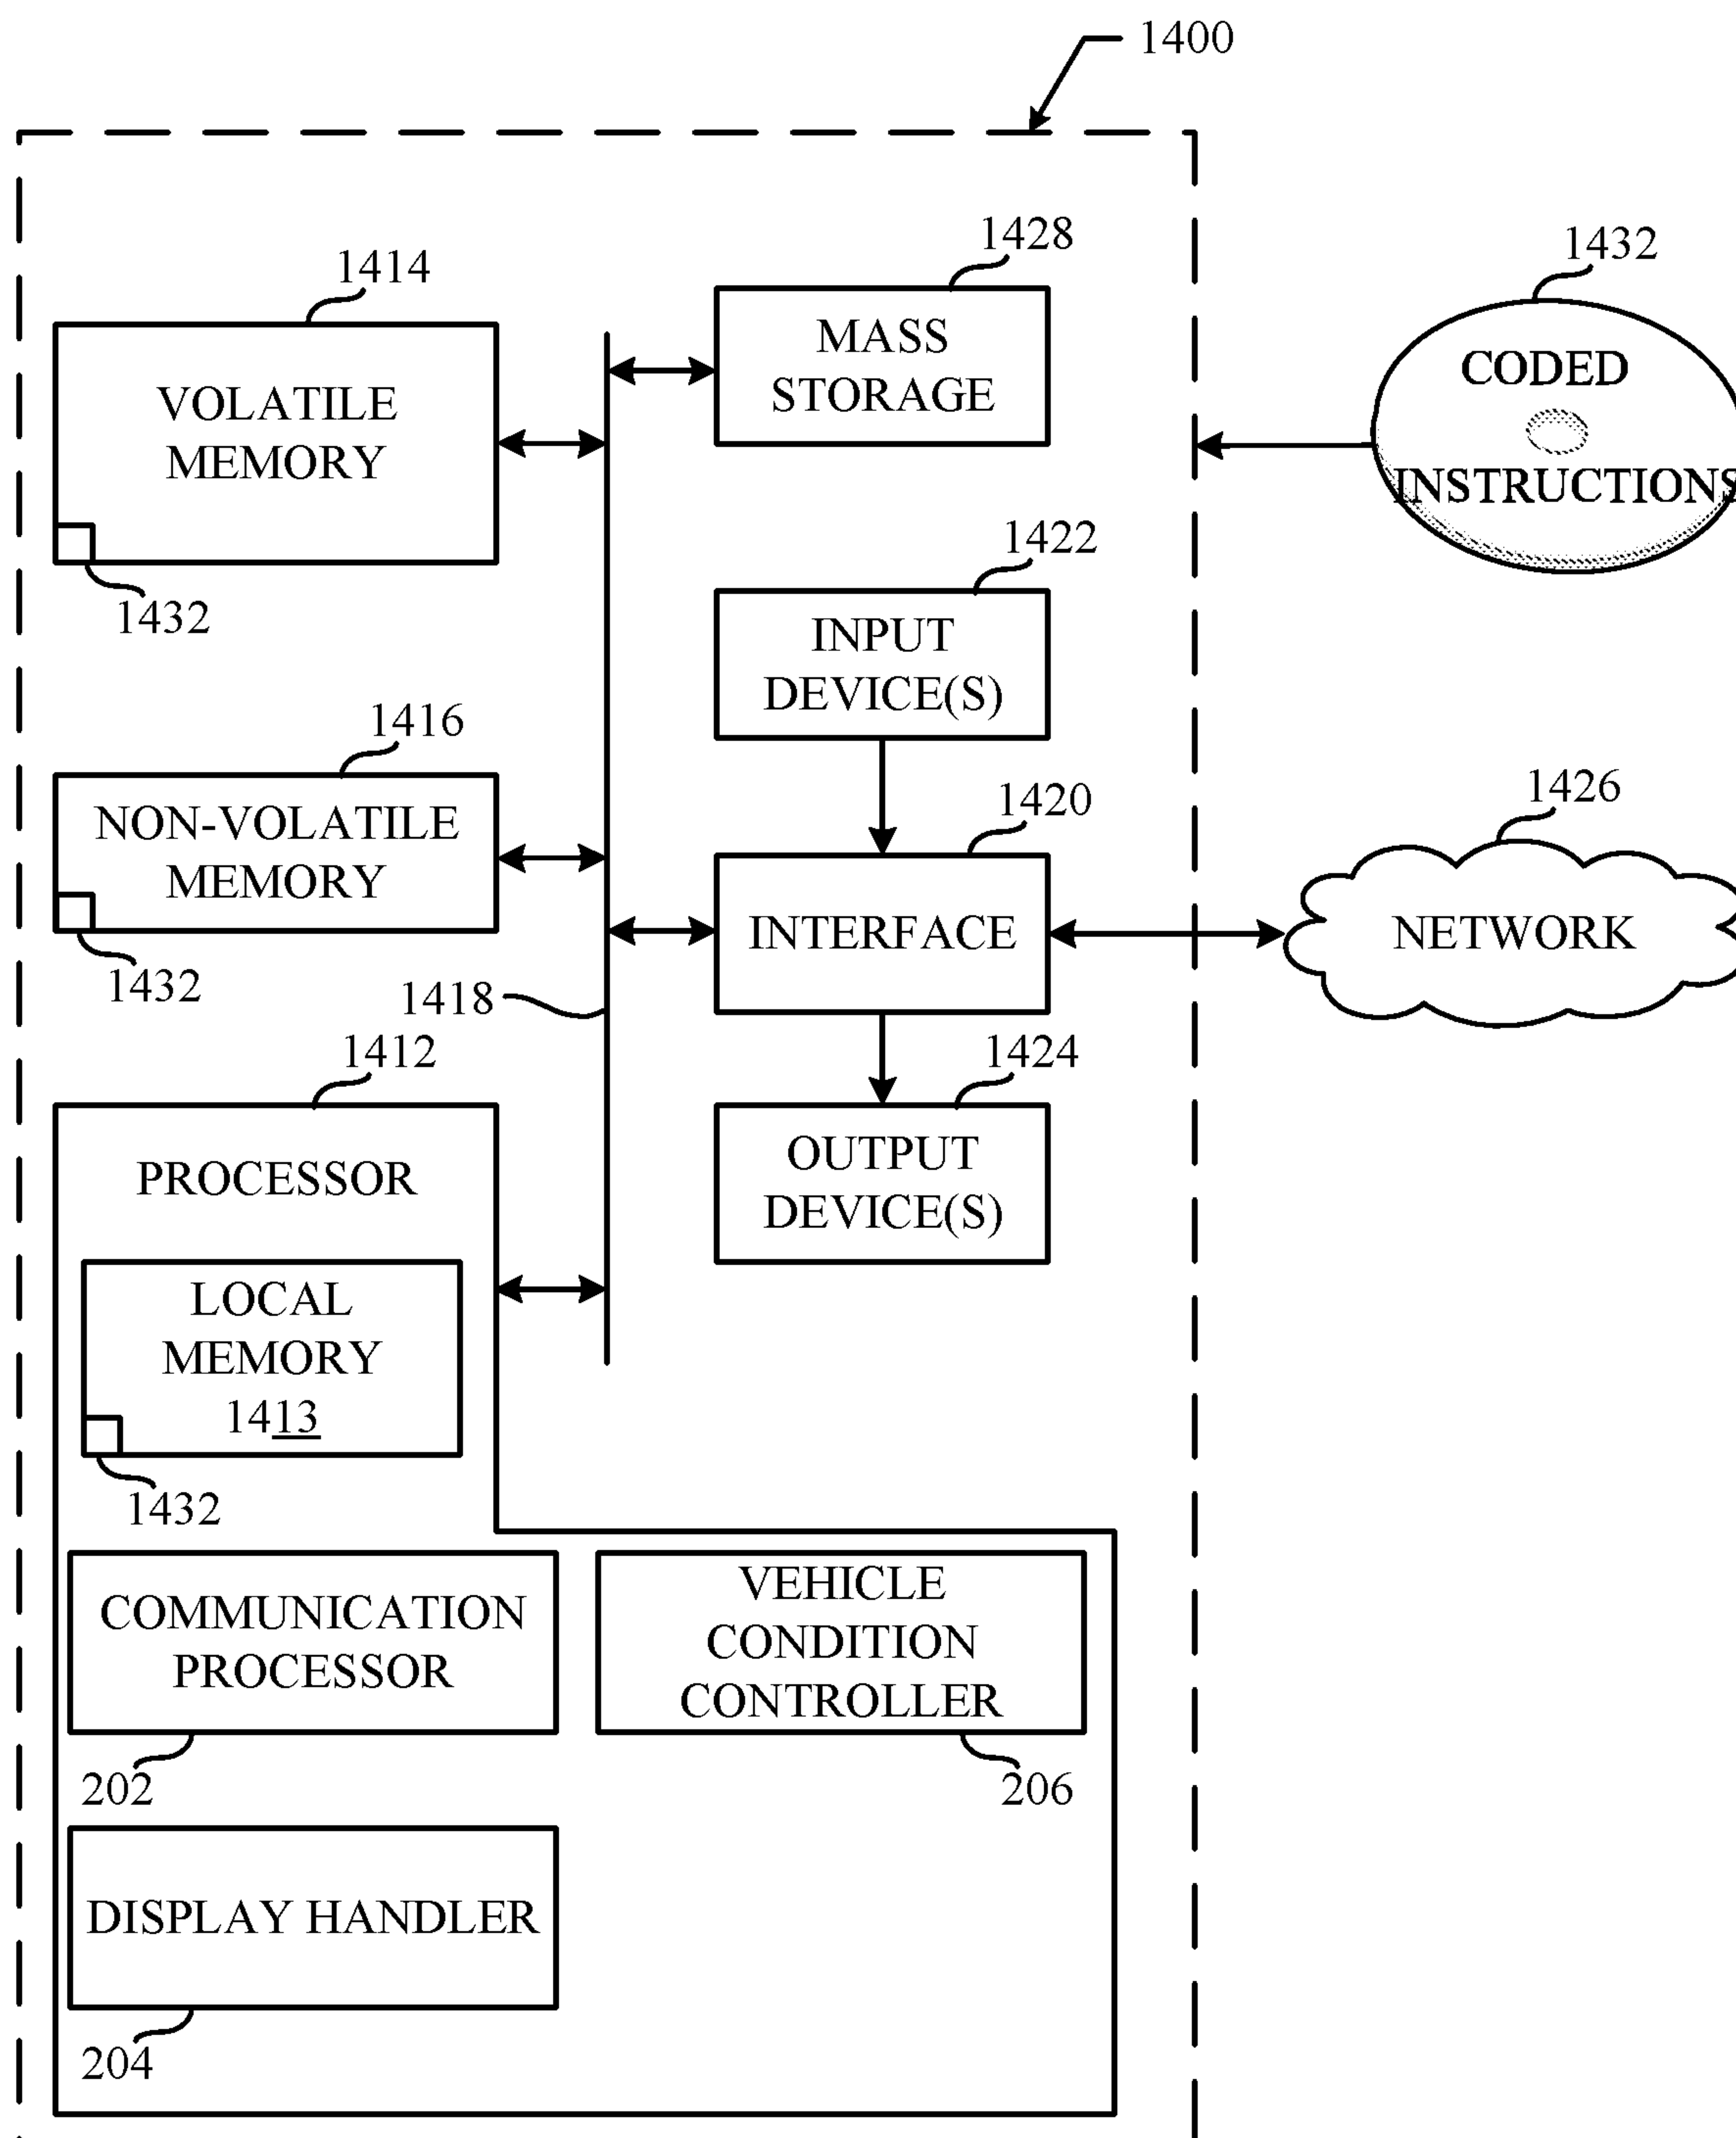 1400
1428
1432
1414
MASS
STORAGE
CODED
INSTRUCTIONS
VOLATILE
MEMORY
1432
1422
INPUT
DEVICE(S)
1416
1420
1426
NON-VOLATILE
MEMORY
INTERFACE
NETWORK
1432
1418
1412
1424
PROCESSOR
OUTPUT
DEVICE(S)
LOCAL
MEMORY
1413
1432
COMMUNICATION
PROCESSOR
VEHICLE
CONDITION
CONTROLLER
202
206
DISPLAY HANDLER
204